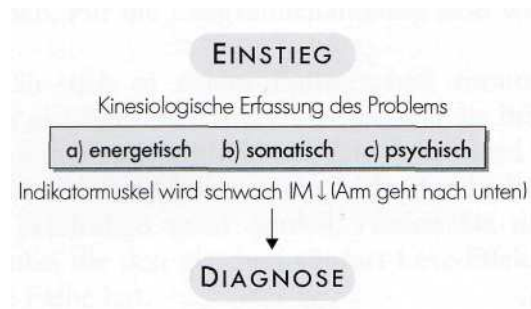 EINSTIEG
Kinesiologische Erfassung des Problems
a) energetisch b) somatisch c) psychisch
Indikatormuskel wird schwach IM ↓ (Arm geht nach unten)
DIAGNOSE